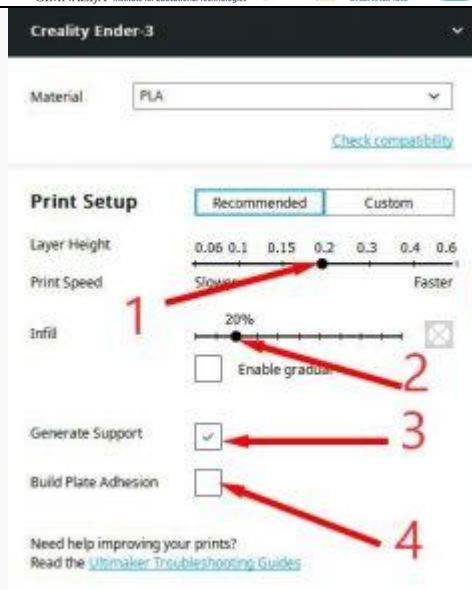 Creality Ender-3
Material PLA
Check compatibility
Print Setup Recommended Custom
Layer Height 0.06 0.1 0.15 0.2 0.3 0.4 0.6
Print Speed Slower Faster
1
20%
Infill
2
Enable gradual
3
Generate Support
Build Plate Adhesion
4
Need help improving your prints?
Read the Ultimaker Troubleshooting Guides